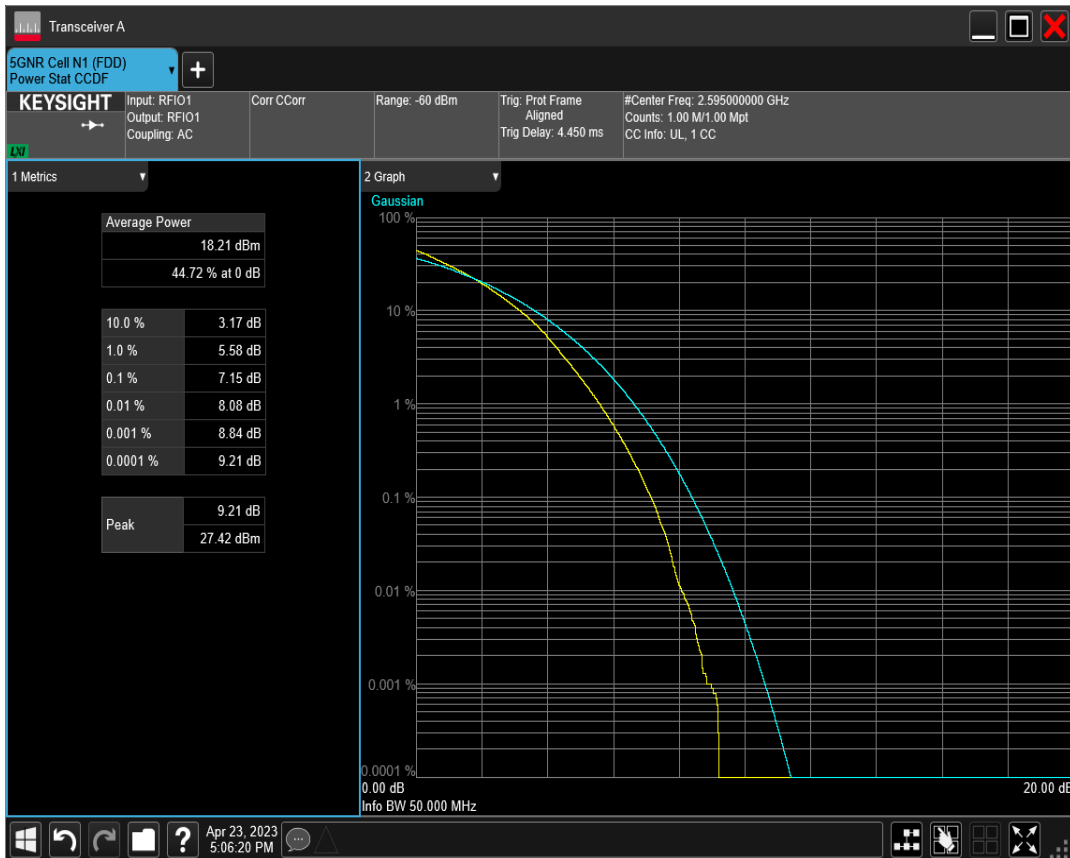 Transceiver A
5GNR Cell N1 (FDD)
Power Stat CCDF
+
KEYSIGHT
LXI
Input: RFIO1
Output: RFIO1
Coupling: AC
Corr CCorr
Range: -60 dBm
Trig: Prot Frame
Aligned
Trig Delay: 4.450 ms
#Center Freq: 2.595000000 GHz
Counts: 1.00 M/1.00 Mpt
CC Info: UL, 1 CC
1 Metrics
Average Power
18.21 dBm
44.72 % at 0 dB
10.0 % 3.17 dB
1.0 % 5.58 dB
0.1 % 7.15 dB
0.01 % 8.08 dB
0.001 % 8.84 dB
0.0001 % 9.21 dB
Peak 9.21 dB
27.42 dBm
2 Graph
Gaussian
100 %
10 %
1 %
0.1 %
0.01 %
0.001 %
0.0001 %
0.00 dB 20.00 dB
Info BW 50.000 MHz
? Apr 23, 2023
5:06:20 PM